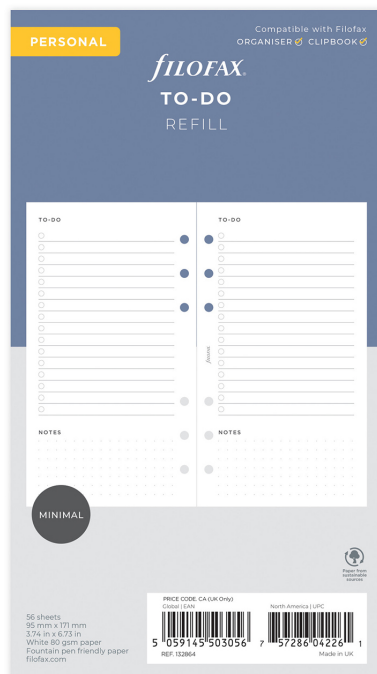 PERSONAL
Compatible with Filofax
ORGANISER CLIPBOOK
fILOFAX®
TO-DO
REFILL
TO-DO
TO-DO
filofax
NOTES
NOTES
MINIMAL
Paper from
sustainable
sources
PRICE CODE. CA (UK Only)
Global | EAN
North America | UPC
5 059145 503056
7 57286 04226 1
REF. 132864
Made in UK
56 sheets
95 mm x 171 mm
3.74 in x 6.73 in
White 80 gsm paper
Fountain pen friendly paper
filofax.com